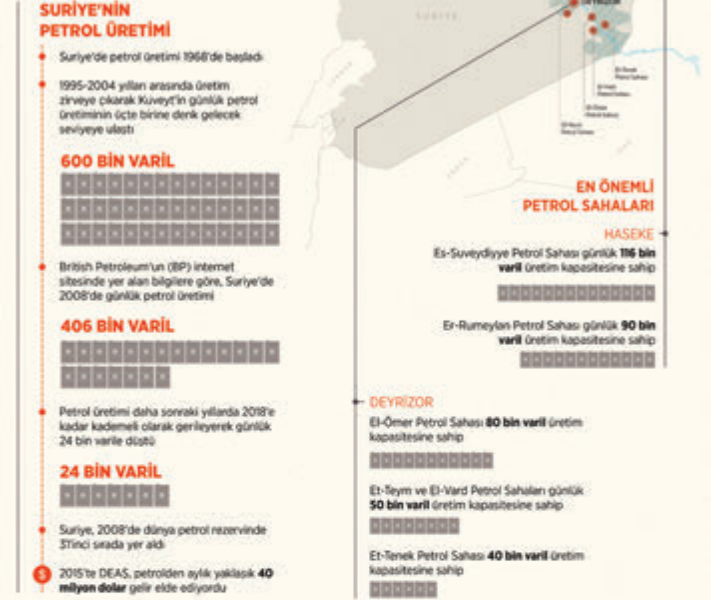 SURİYE'NİN
PETROL ÜRETİMİ
Suriye'de petrol üretimi 1968'de başladı
1995-2004 yılları arasında üretim
zirveye çıkarak Kuveyt'in günlük petrol
üretiminin üçte birine denk gelecek
seviyeye ulaştı
600 BİN VARİL
British Petroleum'un (BP) internet
sitesinde yer alan bilgilere göre, Suriye'de
2008'de günlük petrol üretimi
406 BİN VARİL
Petrol üretimi daha sonraki yıllarda 2018'e
kadar kademeli olarak gerileyerek günlük
24 bin varile düştü
24 BİN VARİL
Suriye, 2008'de dünya petrol rezervinde
31'inci sırada yer aldı
$
2015'te DEAŞ, petrolden aylık yaklaşık 40
milyon dolar gelir elde ediyordu
SURİYE
DEYRİZOR
EN ÖNEMLİ
PETROL SAHALARI
HASEKE
Es-Suveydiyye Petrol Sahası günlük 116 bin
varil üretim kapasitesine sahip
Er-Rumeylan Petrol Sahası günlük 90 bin
varil üretim kapasitesine sahip
DEYRİZOR
El-Ömer Petrol Sahası 80 bin varil üretim
kapasitesine sahip
Et-Teym ve El-Vard Petrol Sahaları günlük
50 bin varil üretim kapasitesine sahip
Et-Tenek Petrol Sahası 40 bin varil üretim
kapasitesine sahip